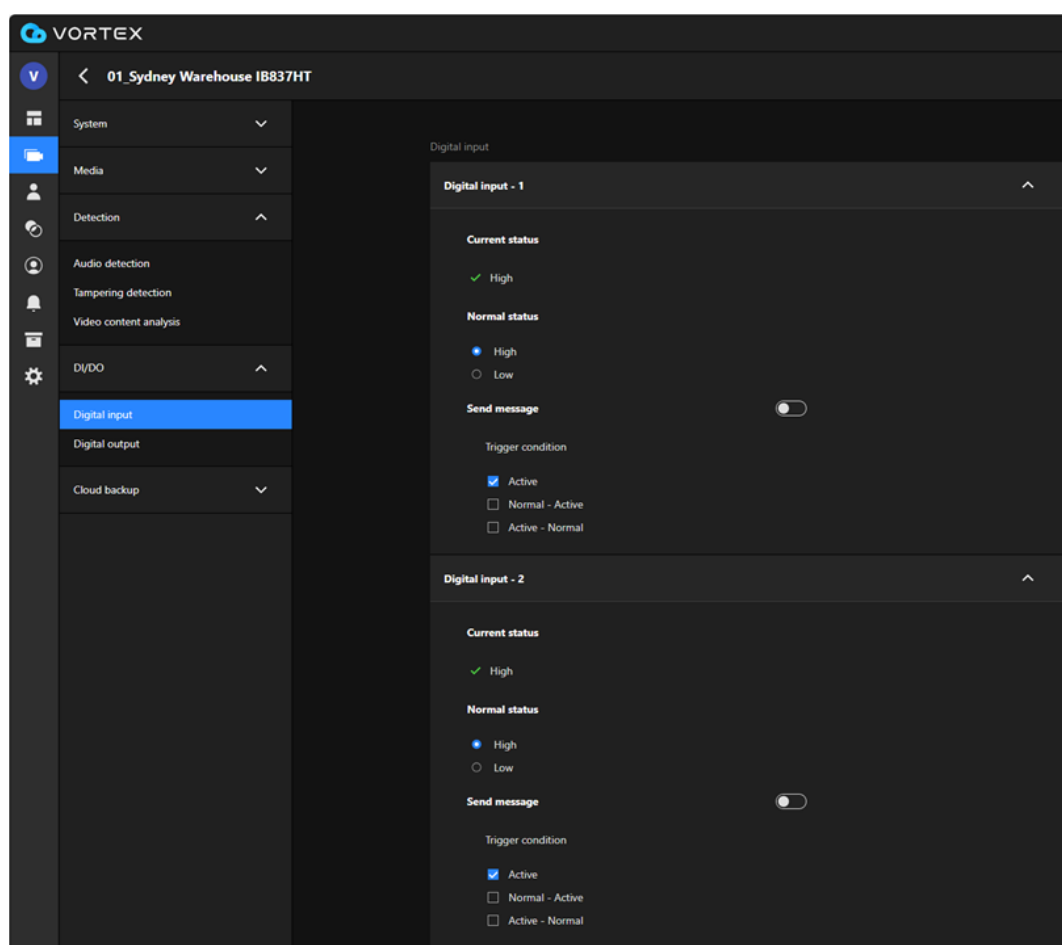 VORTEX
V
01_Sydney Warehouse IB837HT
System
Media
Detection
Audio detection
Tampering detection
Video content analysis
DI/DO
Digital input
Digital output
Cloud backup
Digital input
Digital input - 1
Current status
High
Normal status
High
Low
Send message
Trigger condition
Active
Normal - Active
Active - Normal
Digital input - 2
Current status
High
Normal status
High
Low
Send message
Trigger condition
Active
Normal - Active
Active - Normal